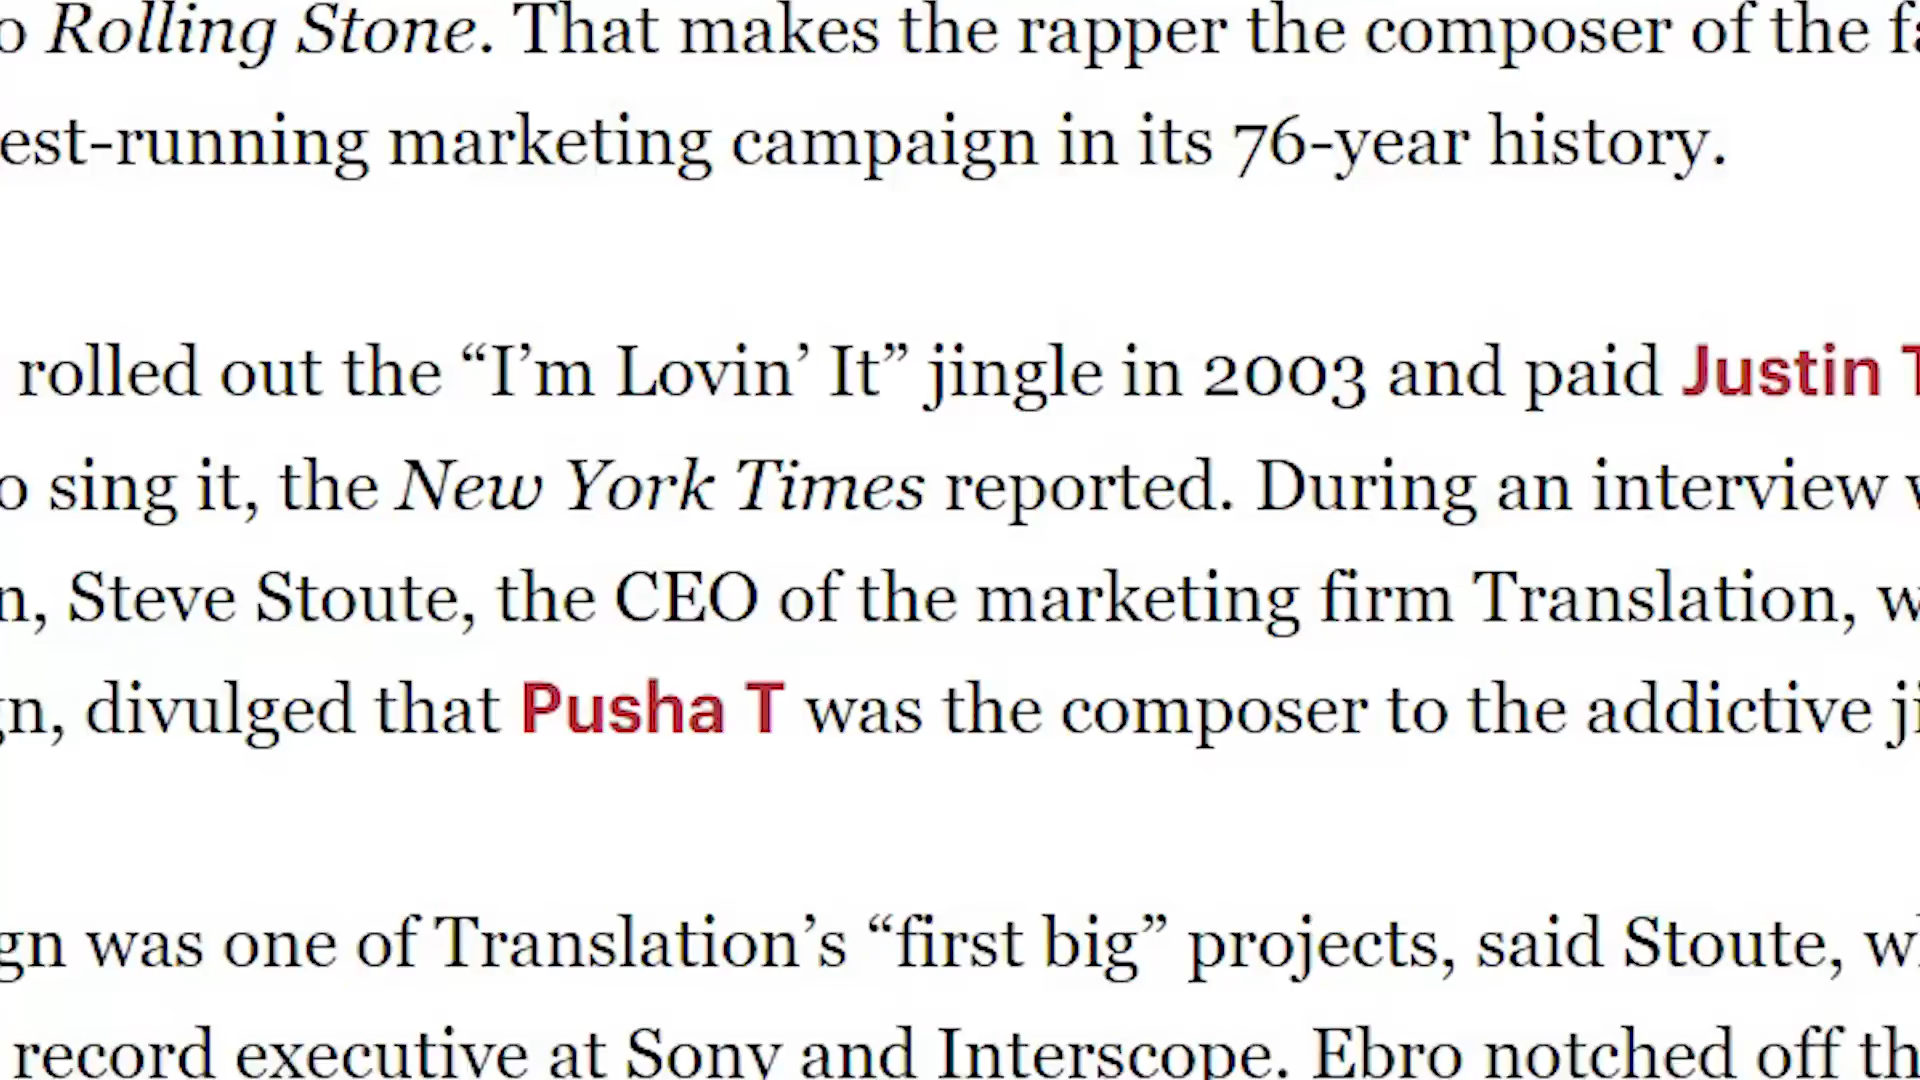 o Rolling Stone. That makes the rapper the composer of the fa
est-running marketing campaign in its 76-year history.
rolled out the “I’m Lovin’ It” jingle in 2003 and paid Justin T
o sing it, the New York Times reported. During an interview w
n, Steve Stoute, the CEO of the marketing firm Translation, w
gn, divulged that Pusha T was the composer to the addictive ji
gn was one of Translation’s “first big” projects, said Stoute, wh
record executive at Sony and Interscope. Ebro notched off th